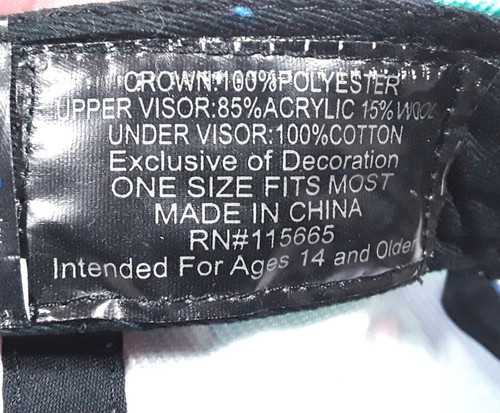 CROWN:100%POLYESTER
UPPER VISOR:85%ACRYLIC 15%WOOL
UNDER VISOR:100%COTTON
Exclusive of Decoration
ONE SIZE FITS MOST
MADE IN CHINA
RN#115665
Intended For Ages 14 and Older